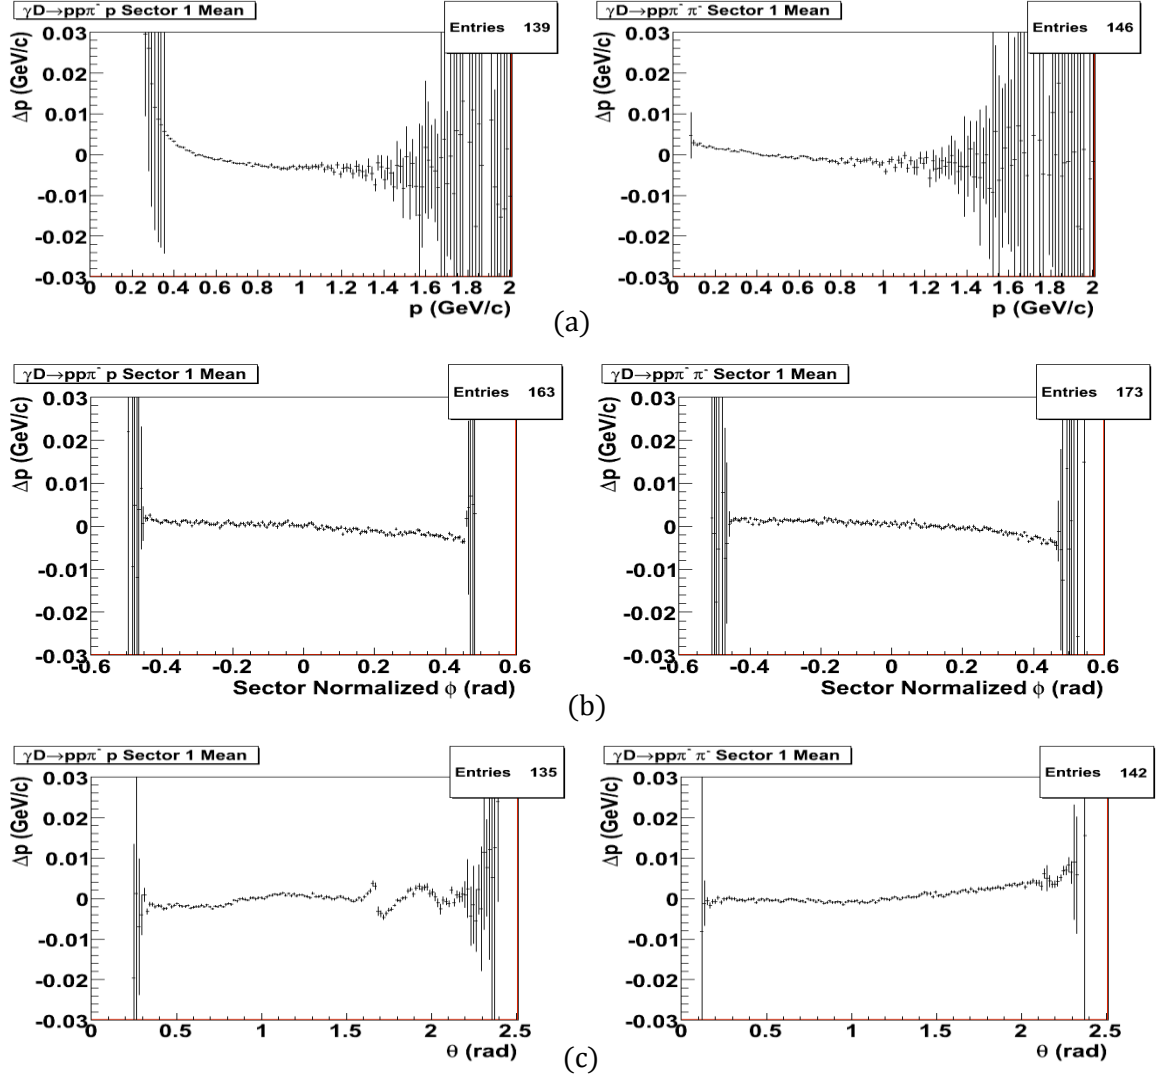 γD→ppπ⁻ p Sector 1 Mean
Entries 139
Δp (GeV/c)
0.03
0.02
0.01
0
-0.01
-0.02
-0.03
0 0.2 0.4 0.6 0.8 1 1.2 1.4 1.6 1.8 2
p (GeV/c)
γD→ppπ⁻ π⁻ Sector 1 Mean
Entries 146
Δp (GeV/c)
0.03
0.02
0.01
0
-0.01
-0.02
-0.03
0 0.2 0.4 0.6 0.8 1 1.2 1.4 1.6 1.8 2
p (GeV/c)
(a)
γD→ppπ⁻ p Sector 1 Mean
Entries 163
Δp (GeV/c)
0.03
0.02
0.01
0
-0.01
-0.02
-0.03
-0.6 -0.4 -0.2 0 0.2 0.4 0.6
Sector Normalized ϕ (rad)
γD→ppπ⁻ π⁻ Sector 1 Mean
Entries 173
Δp (GeV/c)
0.03
0.02
0.01
0
-0.01
-0.02
-0.03
-0.6 -0.4 -0.2 0 0.2 0.4 0.6
Sector Normalized ϕ (rad)
(b)
γD→ppπ⁻ p Sector 1 Mean
Entries 135
Δp (GeV/c)
0.03
0.02
0.01
0
-0.01
-0.02
-0.03
0 0.5 1 1.5 2 2.5
θ (rad)
γD→ppπ⁻ π⁻ Sector 1 Mean
Entries 142
Δp (GeV/c)
0.03
0.02
0.01
0
-0.01
-0.02
-0.03
0 0.5 1 1.5 2 2.5
θ (rad)
(c)